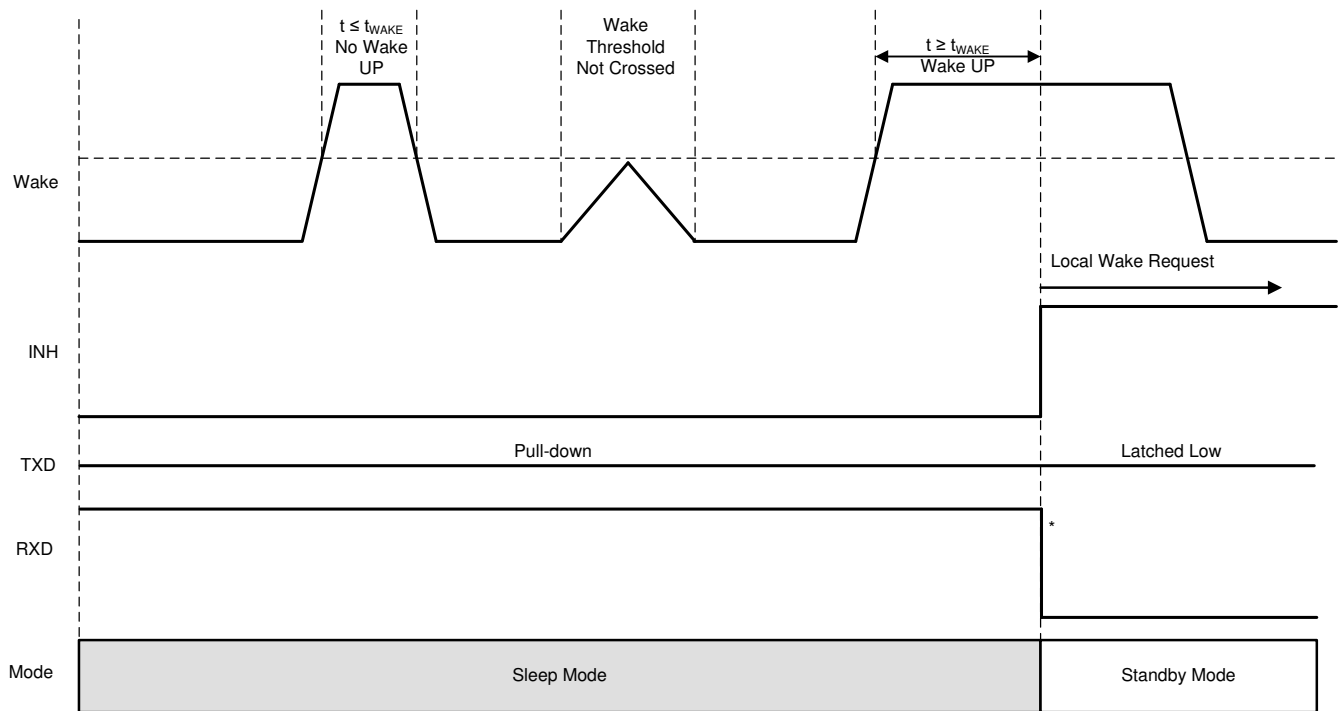 t ≤ tWAKE
No Wake
UP
Wake
Threshold
Not Crossed
t ≥ tWAKE
Wake UP
Wake
Local Wake Request
INH
TXD
Pull-down
Latched Low
RXD
*
Mode
Sleep Mode
Standby Mode